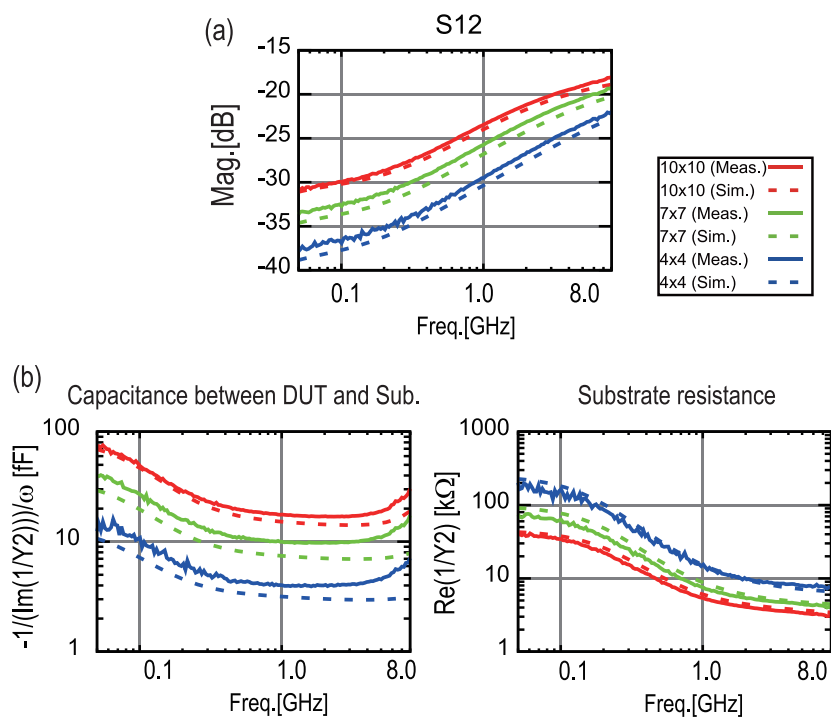 (a)
S12
-15
-20
-25
-30
-35
-40
Mag.[dB]
0.1
1.0
8.0
Freq.[GHz]
10x10 (Meas.)
10x10 (Sim.)
7x7 (Meas.)
7x7 (Sim.)
4x4 (Meas.)
4x4 (Sim.)
(b)
Capacitance between DUT and Sub.
100
10
1
-1/(Im(1/Y2)))/ω [fF]
0.1
1.0
8.0
Freq.[GHz]
Substrate resistance
1000
100
10
1
Re(1/Y2) [kΩ]
0.1
1.0
8.0
Freq.[GHz]